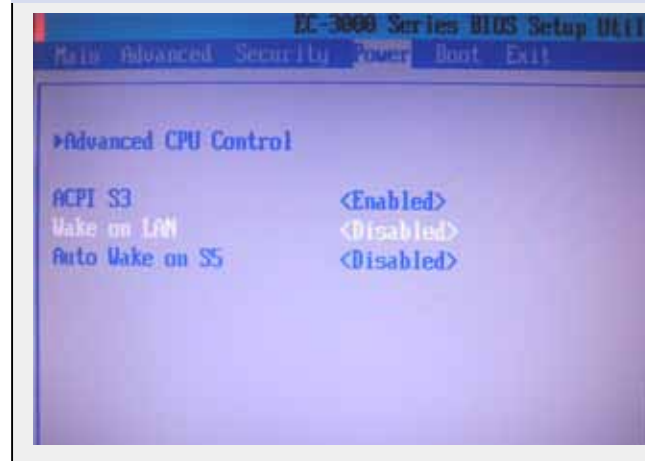 EC-3000 Series BIOS Setup Util
Main Advanced Security Power Boot Exit
▸Advanced CPU Control
ACPI S3 <Enabled>
Wake on LAN <Disabled>
Auto Wake on S5 <Disabled>